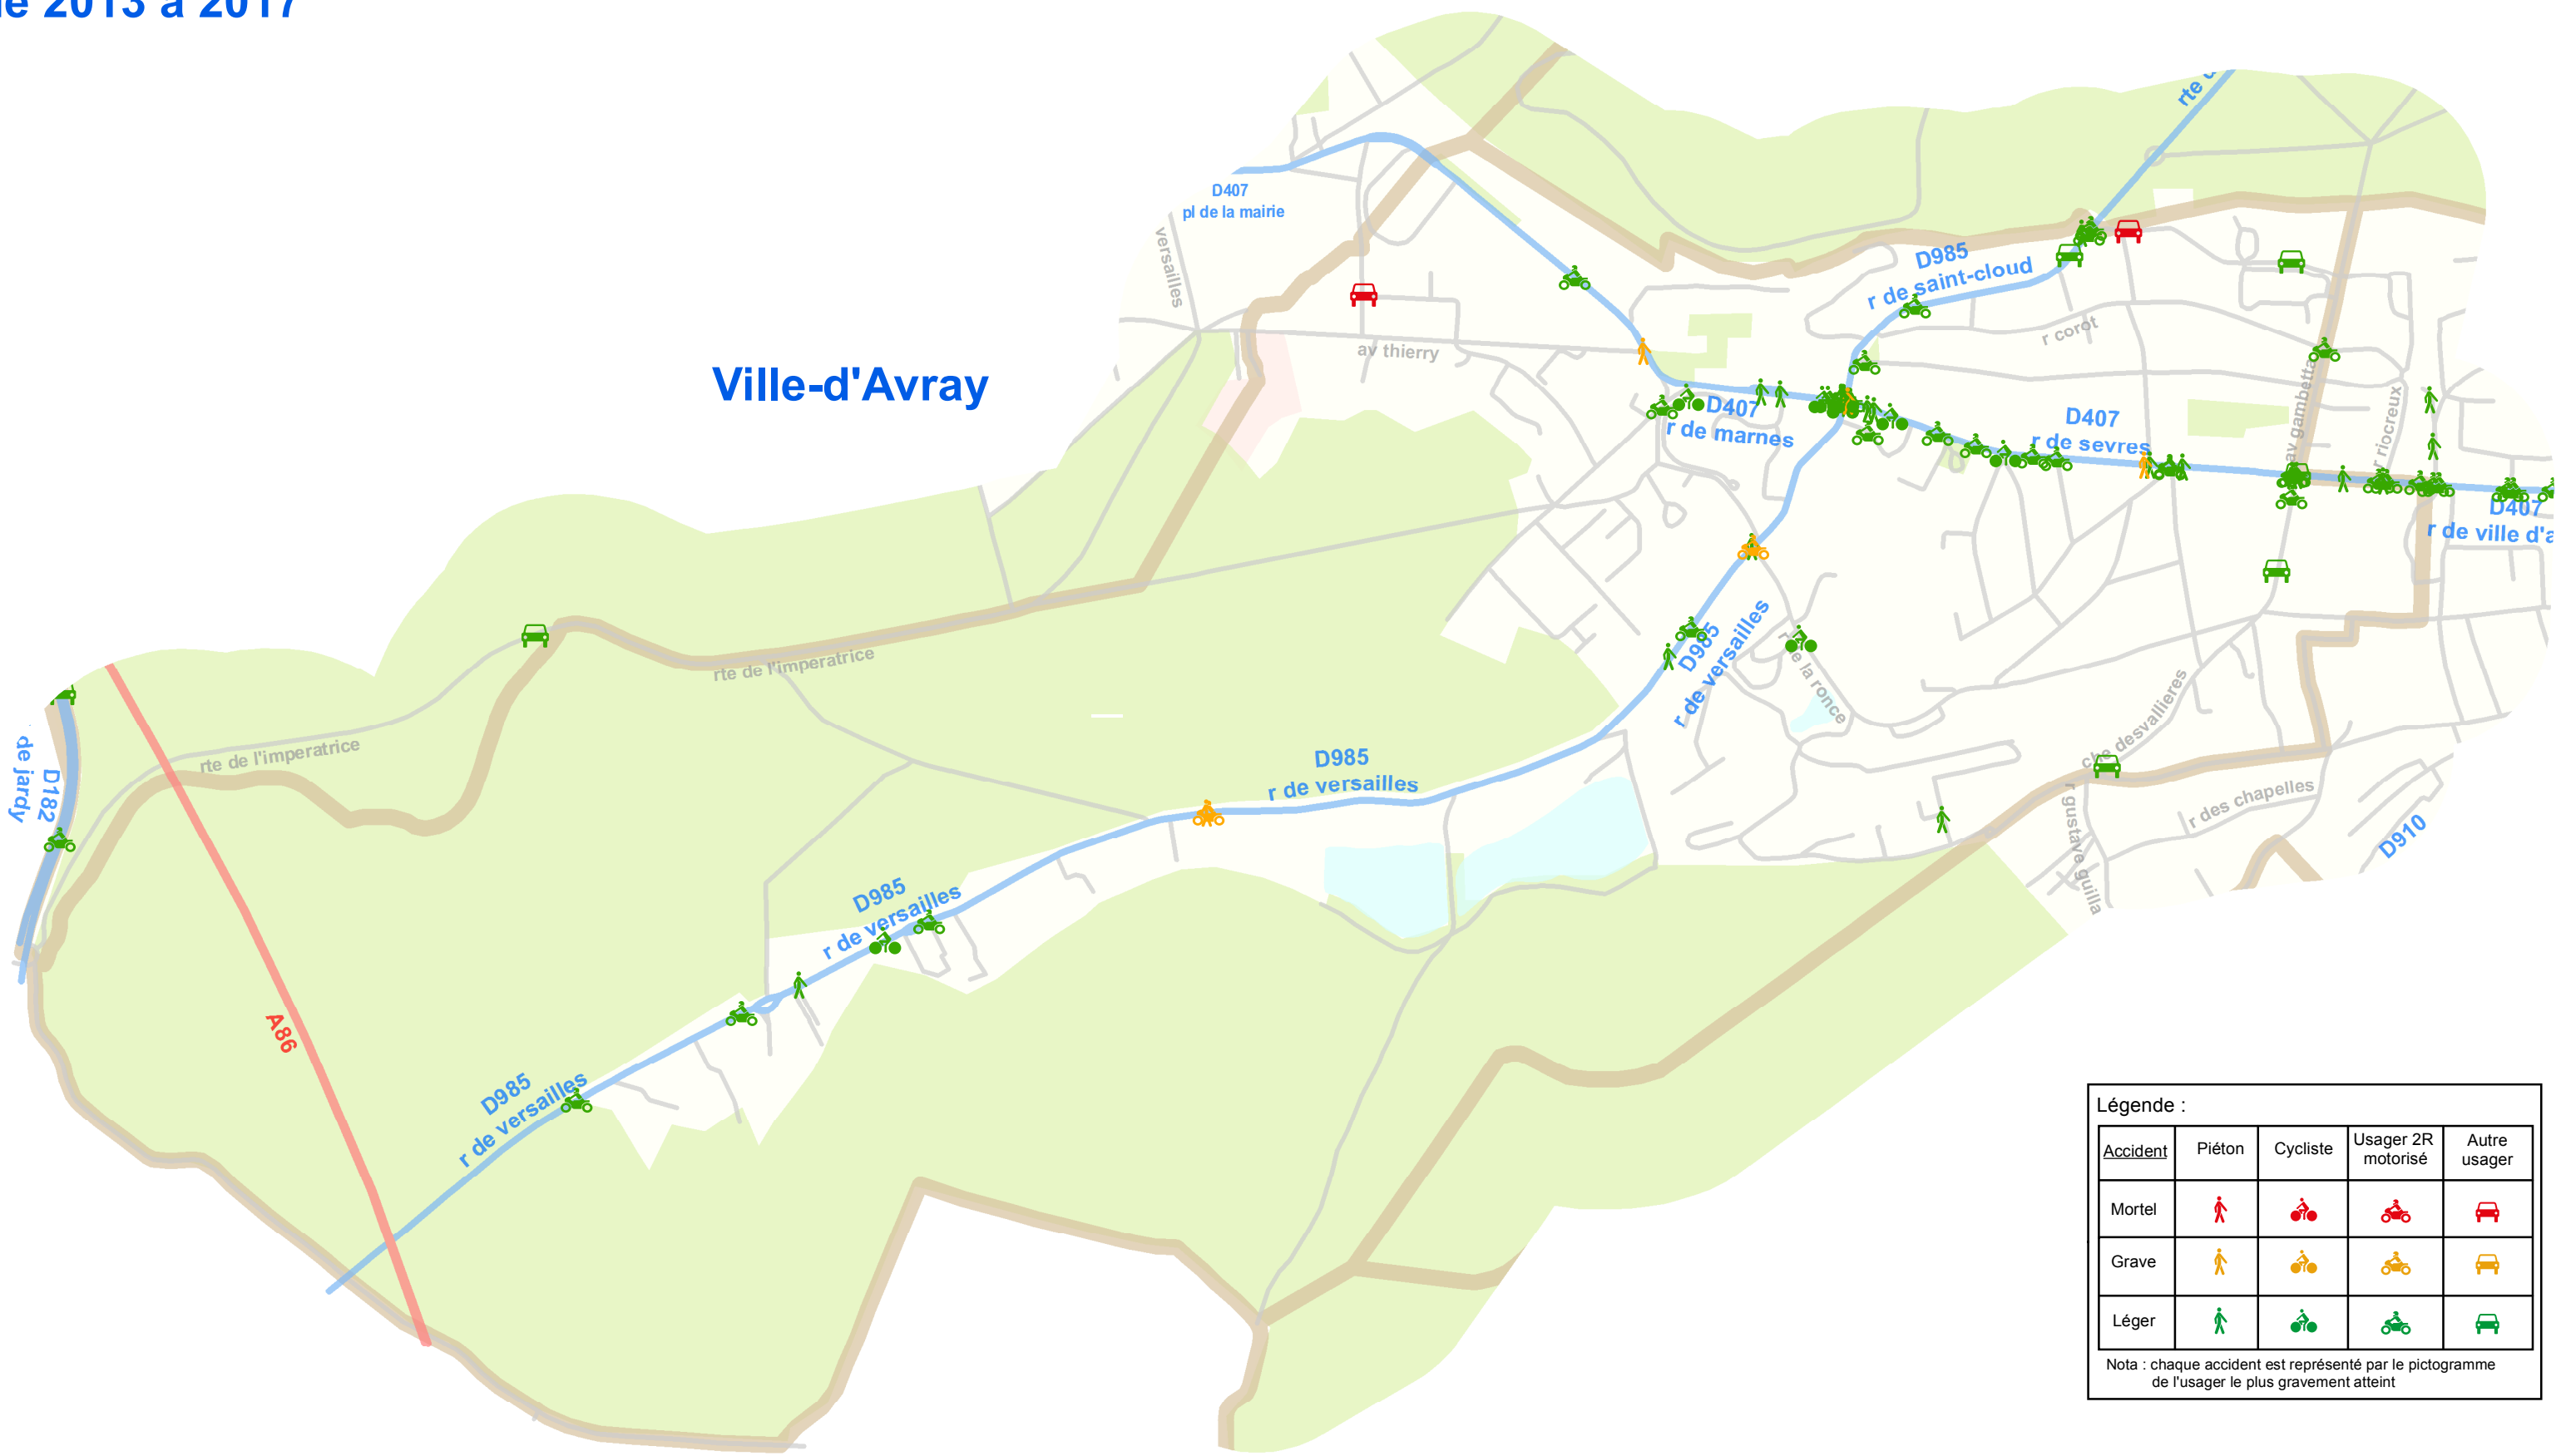 de 2013 à 2017
rte d
D407
pl de la mairie
versailles
D985
r de saint-cloud
r corot
av thierry
Ville-d'Avray
D407
r de marnes
D407
r de sevres
av gambetta
r riocreux
D407
r de ville d'a
D985
r de versailles
r de la ronce
rte de l'imperatrice
rte de l'imperatrice
de jardy
D182
D985
r de versailles
che desvallieres
r gustave guilla
r des chapelles
D910
D985
r de versailles
A86
D985
r de versailles
Légende :
Accident Piéton Cycliste Usager 2R motorisé Autre usager
Mortel
Grave
Léger
Nota : chaque accident est représenté par le pictogramme
de l'usager le plus gravement atteint